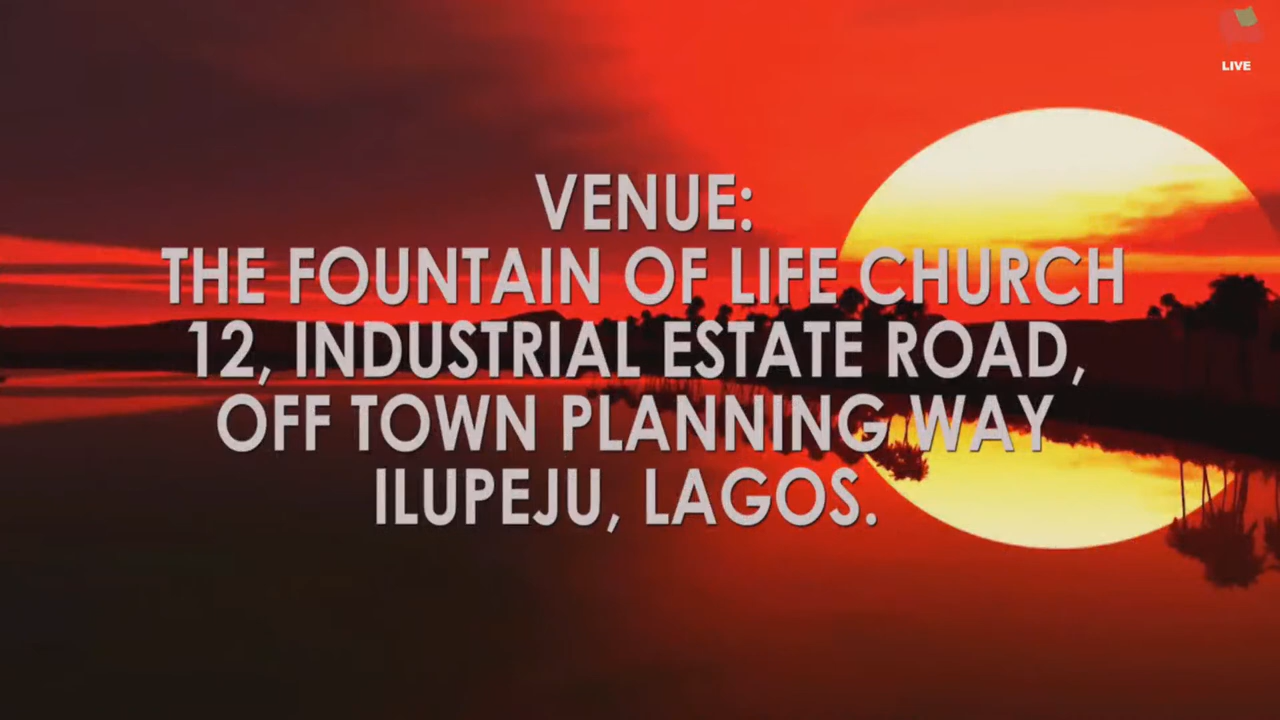 LIVE
VENUE:
THE FOUNTAIN OF LIFE CHURCH
12, INDUSTRIAL ESTATE ROAD,
OFF TOWN PLANNING WAY
ILUPEJU, LAGOS.